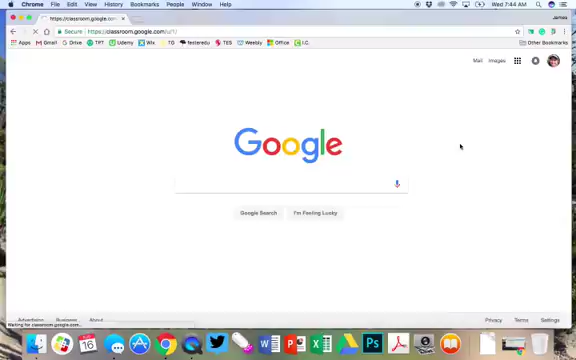 Chrome File Edit View History Bookmarks People Window Help Wed 7:44 AM
https://classroom.google.com James
Secure https://classroom.google.com/u/1/
Apps Gmail Drive TPT Udemy Wix TG TES Weebly Office I.C. Other Bookmarks
Mail Images
Google
Google Search I'm Feeling Lucky
Advertising Business About Privacy Terms Settings
Waiting for classroom.google.com...
16